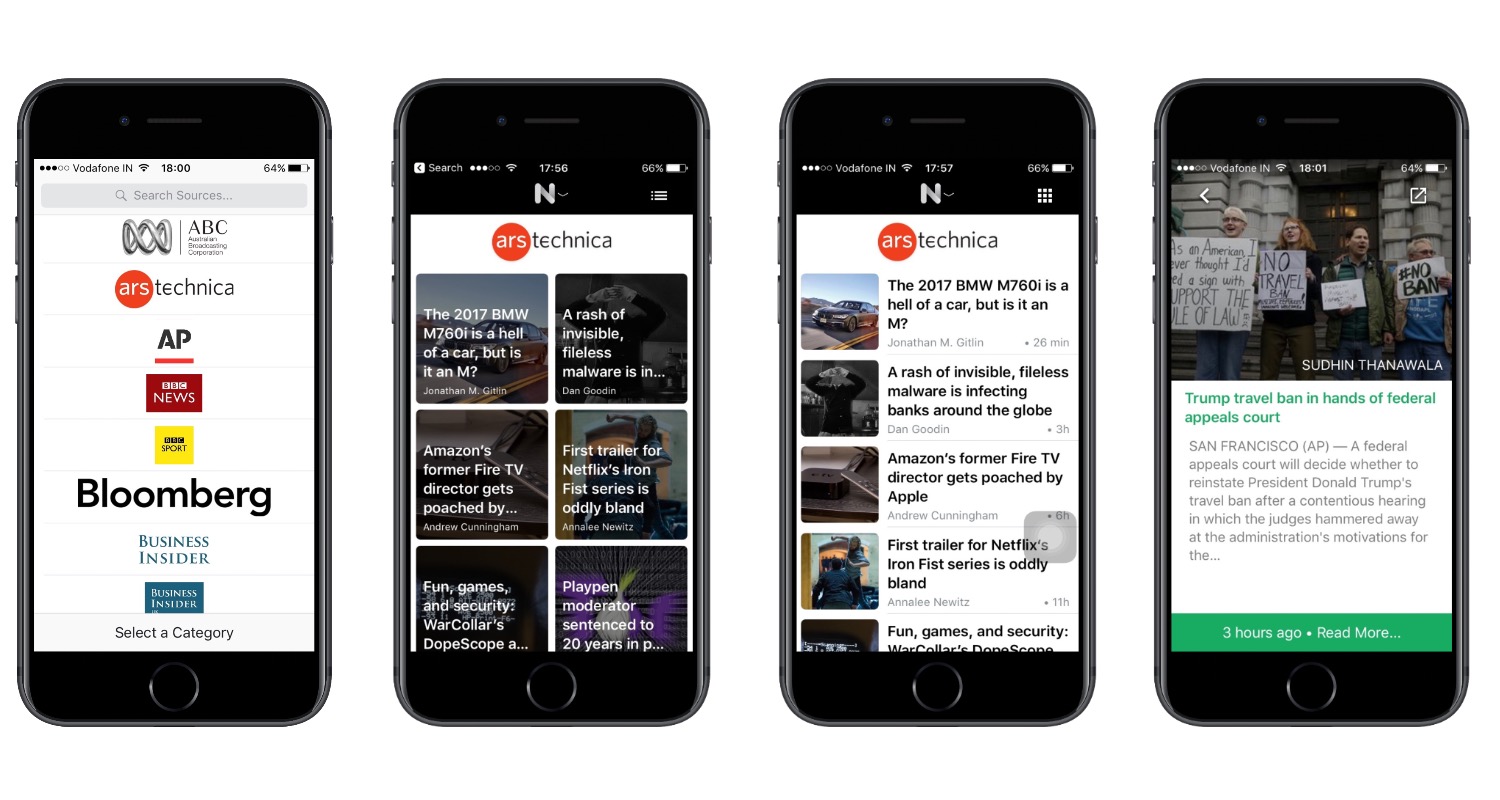 Vodafone IN 18:00 64%
Search Sources...
ABC
Australian
Broadcasting
Corporation
ars technica
AP
BBC
NEWS
BBC
SPORT
Bloomberg
BUSINESS
INSIDER
BUSINESS
INSIDER
Select a Category
Search 17:56 66%
N
ars technica
The 2017 BMW
M760i is a hell
of a car, but is
it an M?
Jonathan M. Gitlin
A rash of
invisible,
fileless
malware is in...
Dan Goodin
Amazon's
former Fire TV
director gets
poached by...
Andrew Cunningham
First trailer for
Netflix's Iron
Fist series is
oddly bland
Annalee Newitz
Fun, games,
and security:
WarCollar's
DopeScope a...
Playpen
moderator
sentenced to
20 years in p...
Vodafone IN 17:57 66%
N
ars technica
The 2017 BMW M760i is a
hell of a car, but is it an
M?
Jonathan M. Gitlin • 26 min
A rash of invisible, fileless
malware is infecting
banks around the globe
Dan Goodin • 3h
Amazon's former Fire TV
director gets poached by
Apple
Andrew Cunningham • 6h
First trailer for Netflix's
Iron Fist series is oddly
bland
Annalee Newitz • 11h
Fun, games, and security:
WarCollar's DopeScope
Vodafone IN 18:01 64%
As an American, I
ever thought I'd
ed a sign with
UPPORT THE
LE OF LAW
NO
TRAVEL
BAN
#NO
BAN
SUDHIN THANAWALA
Trump travel ban in hands of federal
appeals court
SAN FRANCISCO (AP) — A federal
appeals court will decide whether to
reinstate President Donald Trump's
travel ban after a contentious hearing
in which the judges hammered away
at the administration's motivations for
the...
3 hours ago • Read More...